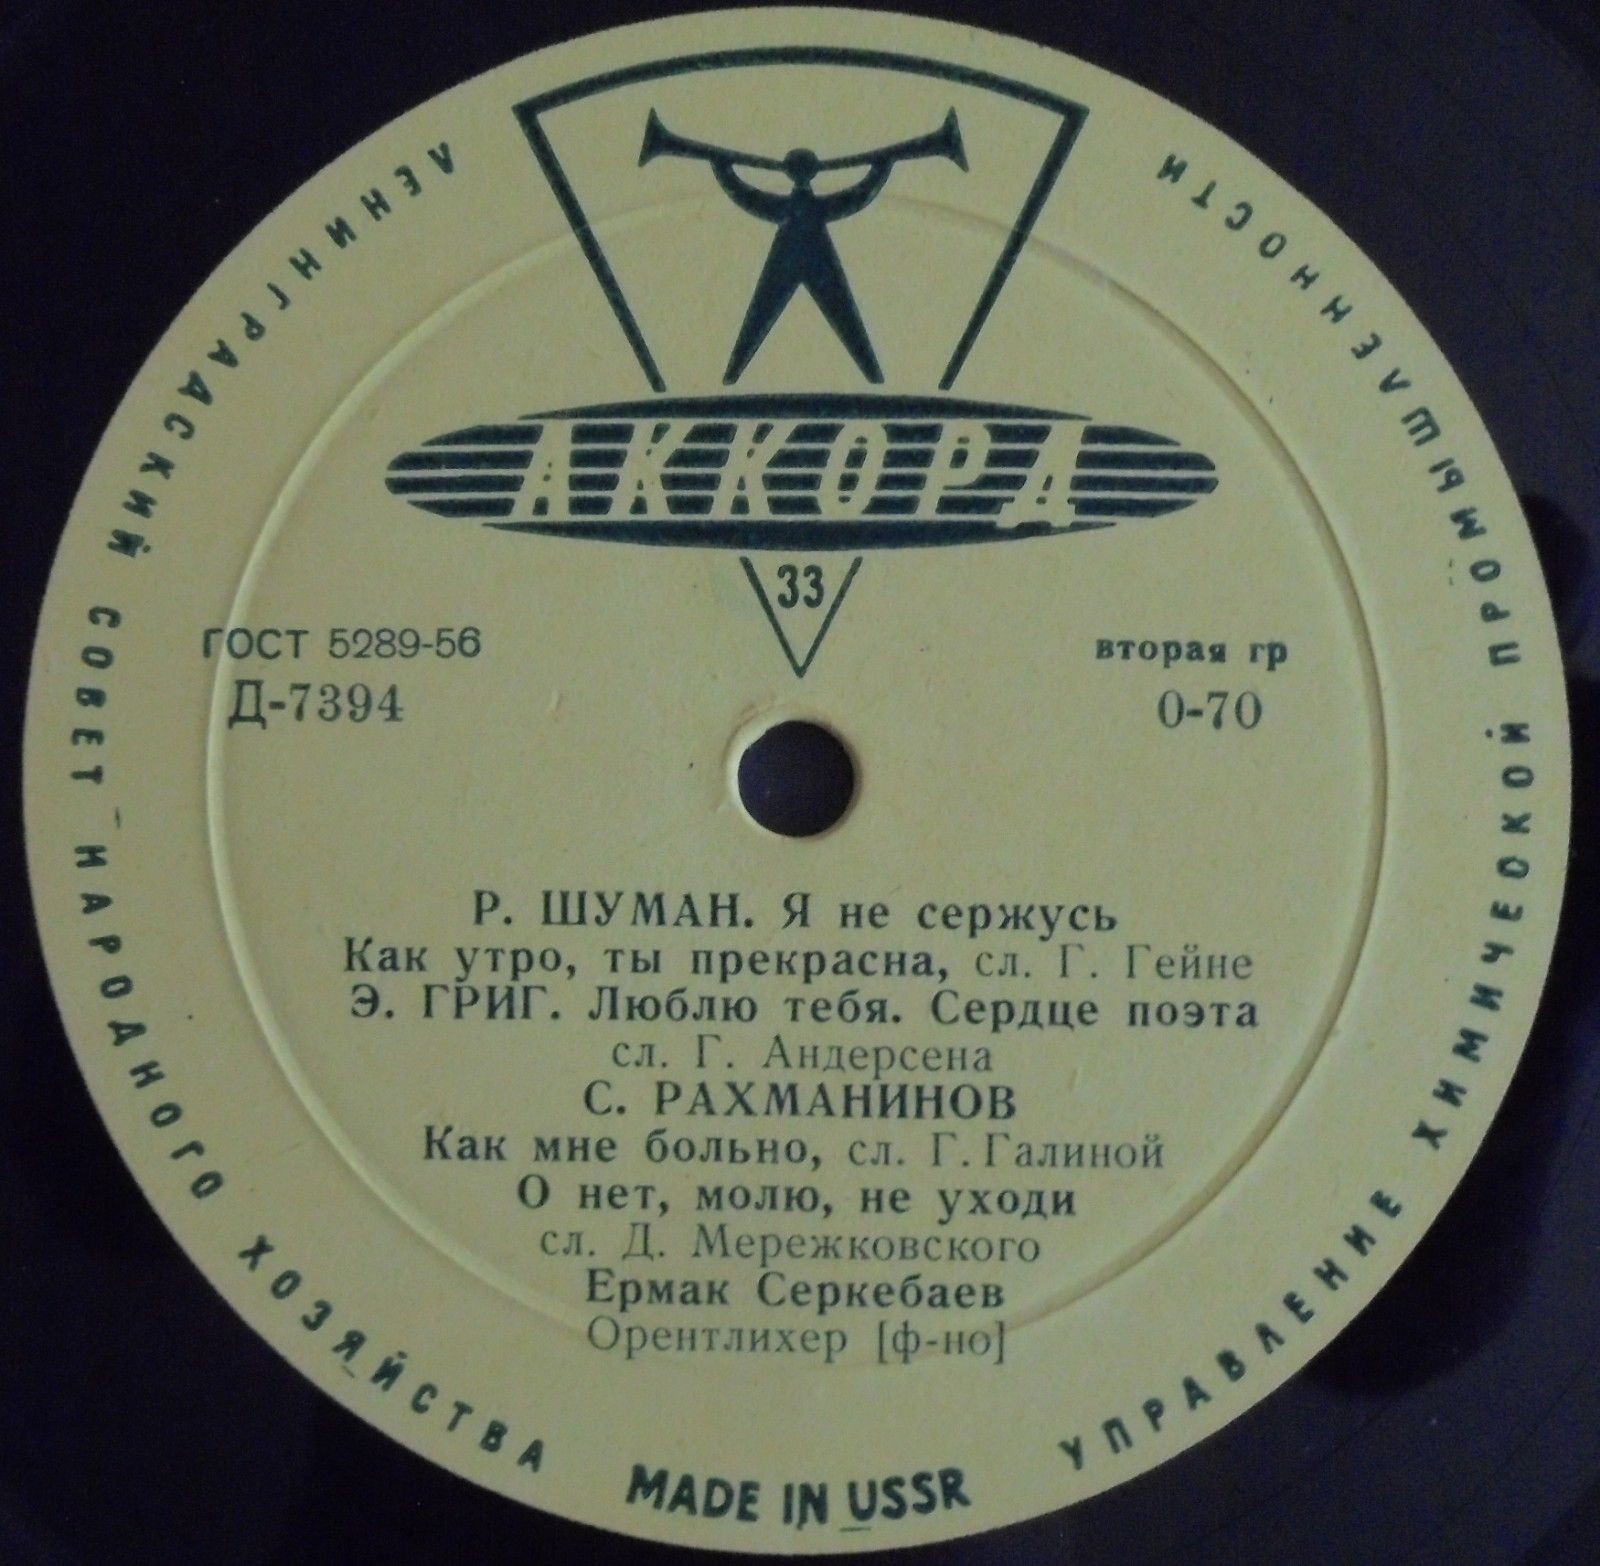 ЛЕНИНГРАДСКИЙ СОВЕТ НАРОДНОГО ХОЗЯЙСТВА
УПРАВЛЕНИЕ ХИМИЧЕСКОЙ ПРОМЫШЛЕННОСТИ
АККОРД
33
ГОСТ 5289-56
вторая гр
Д-7394
0-70
Р. ШУМАН. Я не сержусь
Как утро, ты прекрасна, сл. Г. Гейне
Э. ГРИГ. Люблю тебя. Сердце поэта
сл. Г. Андерсена
С. РАХМАНИНОВ
Как мне больно, сл. Г. Галиной
О нет, молю, не уходи
сл. Д. Мережковского
Ермак Серкебаев
Орентлихер [ф-но]
MADE IN USSR